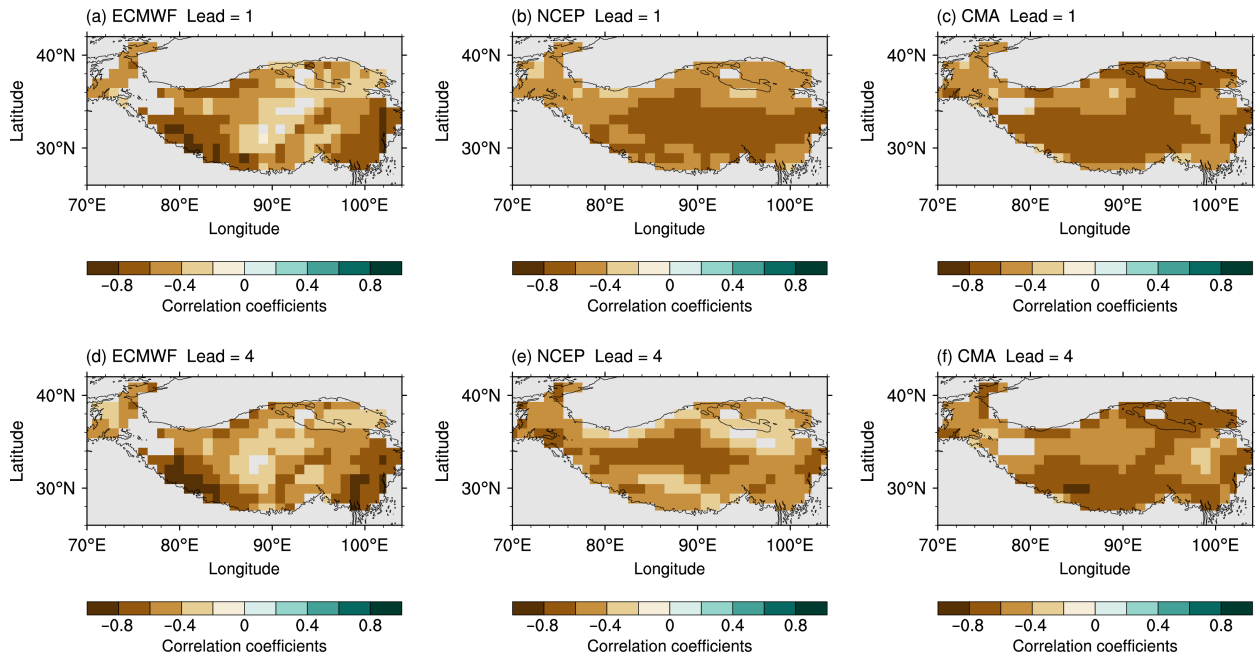 (a) ECMWF  Lead = 1
(b) NCEP  Lead = 1
(c) CMA  Lead = 1
40°N
40°N
40°N
Latitude
Latitude
Latitude
30°N
30°N
30°N
70°E 80°E 90°E 100°E
70°E 80°E 90°E 100°E
70°E 80°E 90°E 100°E
Longitude
Longitude
Longitude
−0.8 −0.4 0 0.4 0.8
−0.8 −0.4 0 0.4 0.8
−0.8 −0.4 0 0.4 0.8
Correlation coefficients
Correlation coefficients
Correlation coefficients
(d) ECMWF  Lead = 4
(e) NCEP  Lead = 4
(f) CMA  Lead = 4
40°N
40°N
40°N
Latitude
Latitude
Latitude
30°N
30°N
30°N
70°E 80°E 90°E 100°E
70°E 80°E 90°E 100°E
70°E 80°E 90°E 100°E
Longitude
Longitude
Longitude
−0.8 −0.4 0 0.4 0.8
−0.8 −0.4 0 0.4 0.8
−0.8 −0.4 0 0.4 0.8
Correlation coefficients
Correlation coefficients
Correlation coefficients